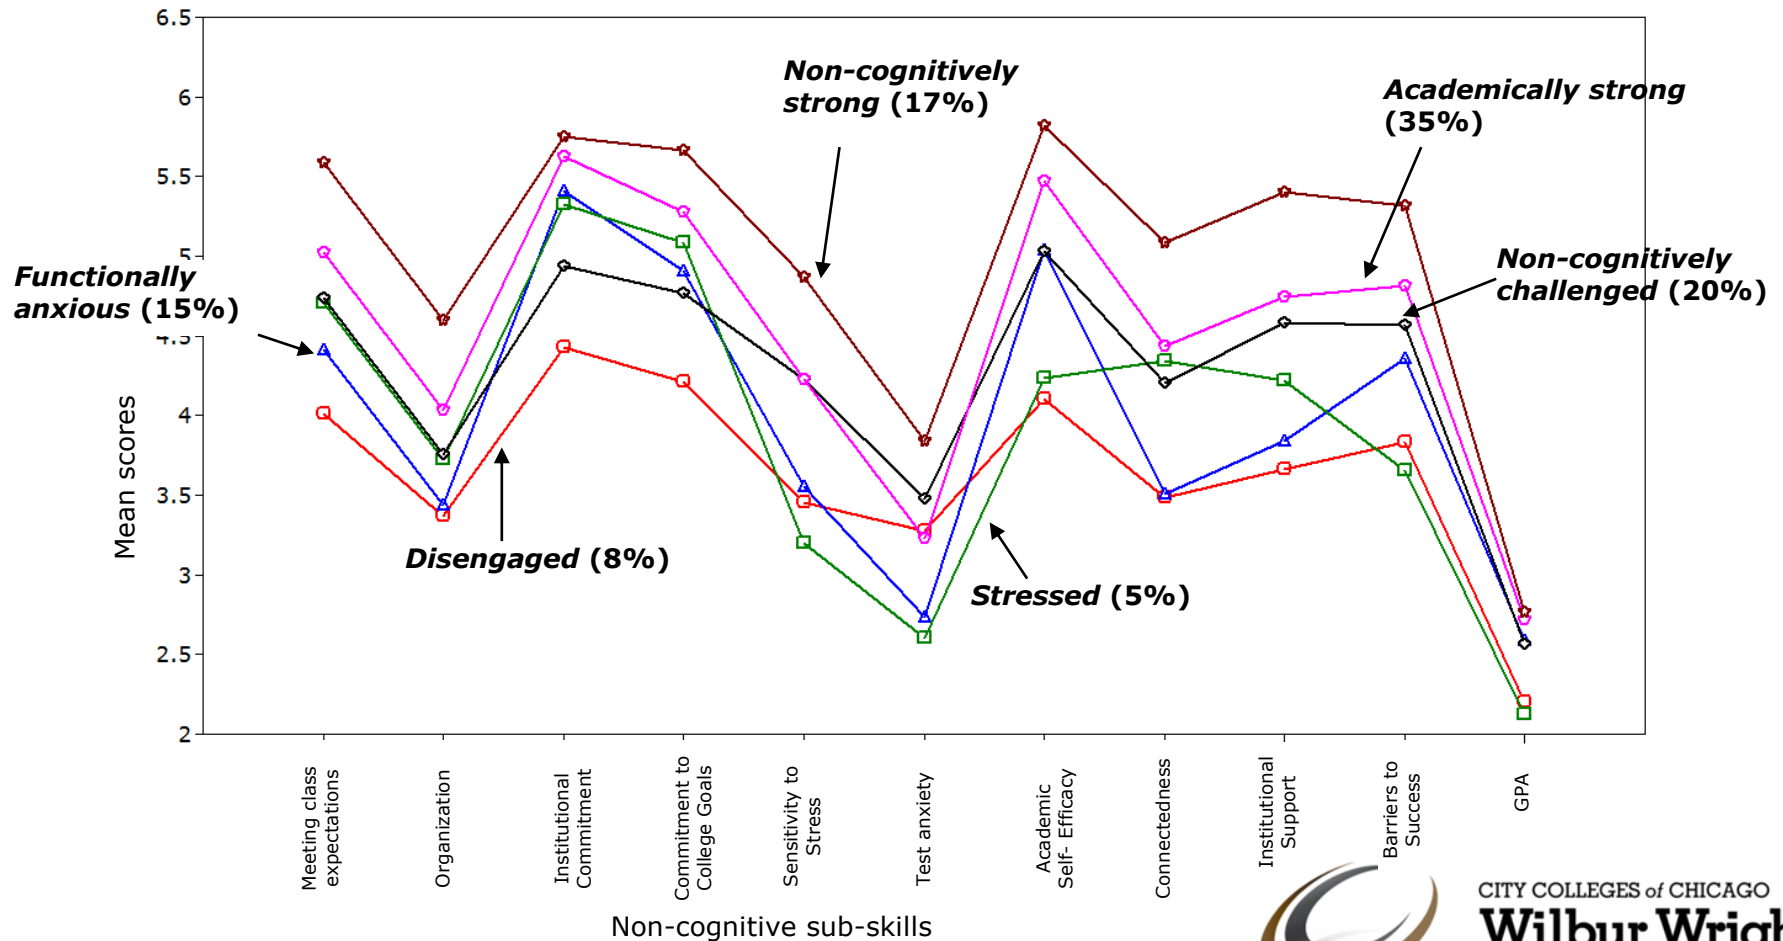 6.5
6
5.5
5
4.5
4
3.5
3
2.5
2
Mean scores
Non-cognitively
strong (17%)
Academically strong
(35%)
Functionally
anxious (15%)
Non-cognitively
challenged (20%)
Disengaged (8%)
Stressed (5%)
Meeting class
expectations
Organization
Institutional
Commitment
Commitment to
College Goals
Sensitivity to
Stress
Test anxiety
Academic
Self- Efficacy
Connectedness
Institutional
Support
Barriers to
Success
GPA
Non-cognitive sub-skills
CITY COLLEGES of CHICAGO
Wilbur Wrigh